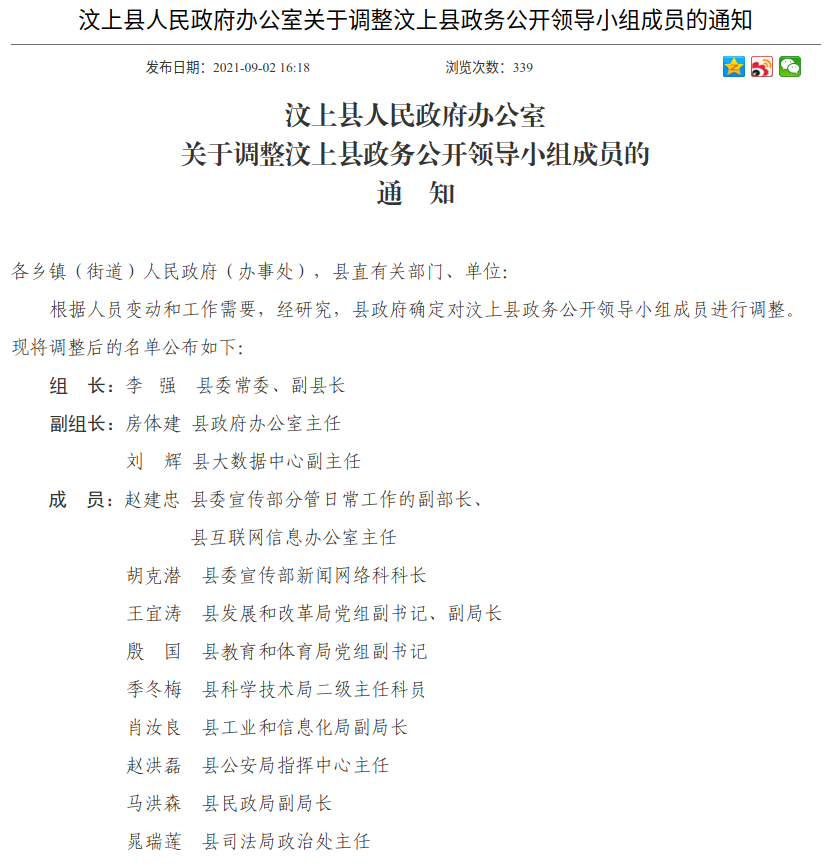 汶上县人民政府办公室关于调整汶上县政务公开领导小组成员的通知
发布日期：2021-09-02 16:18 浏览次数：339
汶上县人民政府办公室
关于调整汶上县政务公开领导小组成员的
通 知
各乡镇（街道）人民政府（办事处），县直有关部门、单位：
根据人员变动和工作需要，经研究，县政府确定对汶上县政务公开领导小组成员进行调整。
现将调整后的名单公布如下：
组 长：李 强 县委常委、副县长
副组长：房体建 县政府办公室主任
刘 辉 县大数据中心副主任
成 员：赵建忠 县委宣传部分管日常工作的副部长、
县互联网信息办公室主任
胡克潜 县委宣传部新闻网络科科长
王宜涛 县发展和改革局党组副书记、副局长
殷 国 县教育和体育局党组副书记
季冬梅 县科学技术局二级主任科员
肖汝良 县工业和信息化局副局长
赵洪磊 县公安局指挥中心主任
马洪森 县民政局副局长
晁瑞莲 县司法局政治处主任